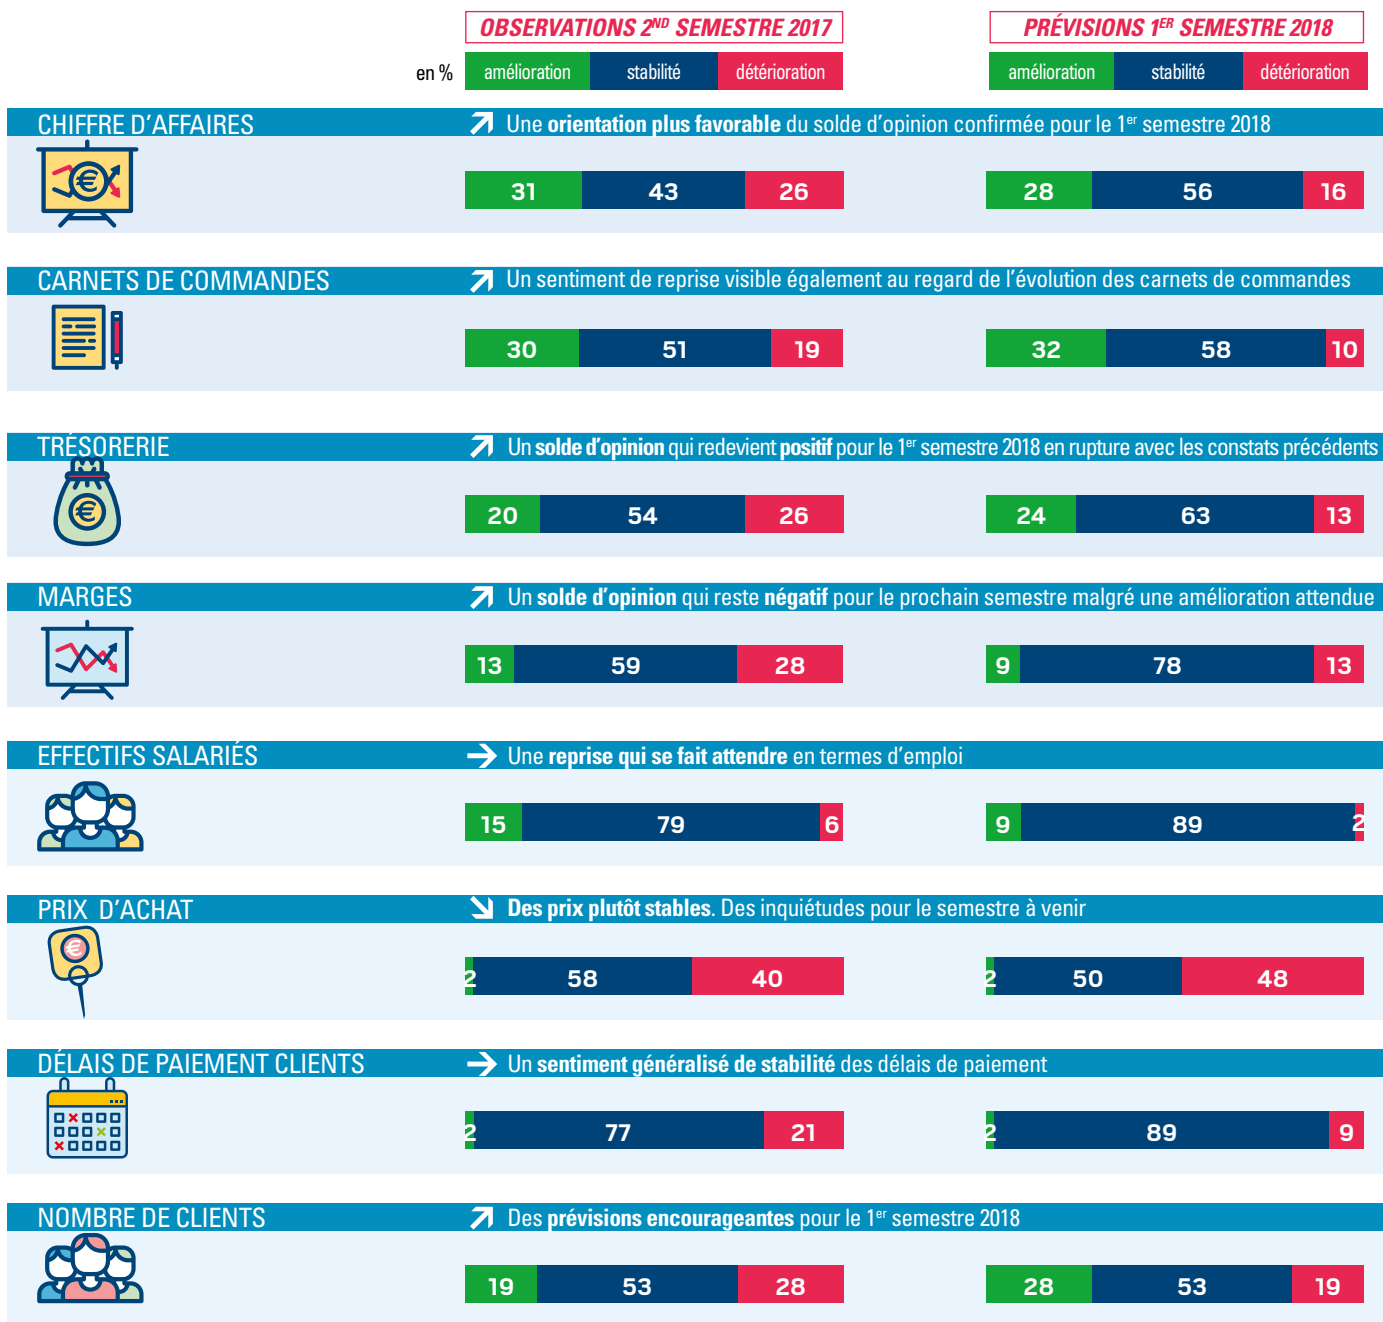 OBSERVATIONS 2ND SEMESTRE 2017
PRÉVISIONS 1ER SEMESTRE 2018
en % amélioration stabilité détérioration
amélioration stabilité détérioration
CHIFFRE D'AFFAIRES
Une orientation plus favorable du solde d'opinion confirmée pour le 1er semestre 2018
31 43 26
28 56 16
CARNETS DE COMMANDES
Un sentiment de reprise visible également au regard de l'évolution des carnets de commandes
30 51 19
32 58 10
TRÉSORERIE
Un solde d'opinion qui redevient positif pour le 1er semestre 2018 en rupture avec les constats précédents
20 54 26
24 63 13
MARGES
Un solde d'opinion qui reste négatif pour le prochain semestre malgré une amélioration attendue
13 59 28
9 78 13
EFFECTIFS SALARIÉS
Une reprise qui se fait attendre en termes d'emploi
15 79 6
9 89 2
PRIX D'ACHAT
Des prix plutôt stables. Des inquiétudes pour le semestre à venir
2 58 40
2 50 48
DÉLAIS DE PAIEMENT CLIENTS
Un sentiment généralisé de stabilité des délais de paiement
2 77 21
2 89 9
NOMBRE DE CLIENTS
Des prévisions encourageantes pour le 1er semestre 2018
19 53 28
28 53 19